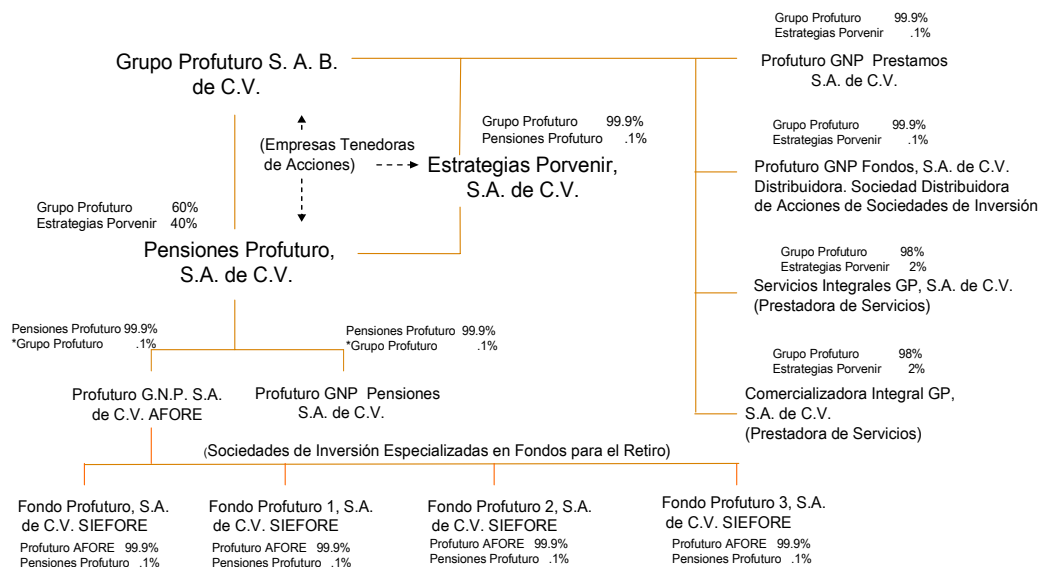 Grupo Profuturo S. A. B.
de C.V.
(Empresas Tenedoras
de Acciones)
Grupo Profuturo 99.9%
Pensiones Profuturo .1%
Estrategias Porvenir,
S.A. de C.V.
Grupo Profuturo 60%
Estrategias Porvenir 40%
Pensiones Profuturo,
S.A. de C.V.
Grupo Profuturo 99.9%
Estrategias Porvenir .1%
Profuturo GNP Prestamos
S.A. de C.V.
Grupo Profuturo 99.9%
Estrategias Porvenir .1%
Profuturo GNP Fondos, S.A. de C.V.
Distribuidora. Sociedad Distribuidora
de Acciones de Sociedades de Inversión
Grupo Profuturo 98%
Estrategias Porvenir 2%
Servicios Integrales GP, S.A. de C.V.
(Prestadora de Servicios)
Grupo Profuturo 98%
Estrategias Porvenir 2%
Comercializadora Integral GP,
S.A. de C.V.
(Prestadora de Servicios)
Pensiones Profuturo 99.9%
*Grupo Profuturo .1%
Profuturo G.N.P. S.A.
de C.V. AFORE
Pensiones Profuturo 99.9%
*Grupo Profuturo .1%
Profuturo GNP Pensiones
S.A. de C.V.
(Sociedades de Inversión Especializadas en Fondos para el Retiro)
Fondo Profuturo, S.A.
de C.V. SIEFORE
Profuturo AFORE 99.9%
Pensiones Profuturo .1%
Fondo Profuturo 1, S.A.
de C.V. SIEFORE
Profuturo AFORE 99.9%
Pensiones Profuturo .1%
Fondo Profuturo 2, S.A.
de C.V. SIEFORE
Profuturo AFORE 99.9%
Pensiones Profuturo .1%
Fondo Profuturo 3, S.A.
de C.V. SIEFORE
Profuturo AFORE 99.9%
Pensiones Profuturo .1%